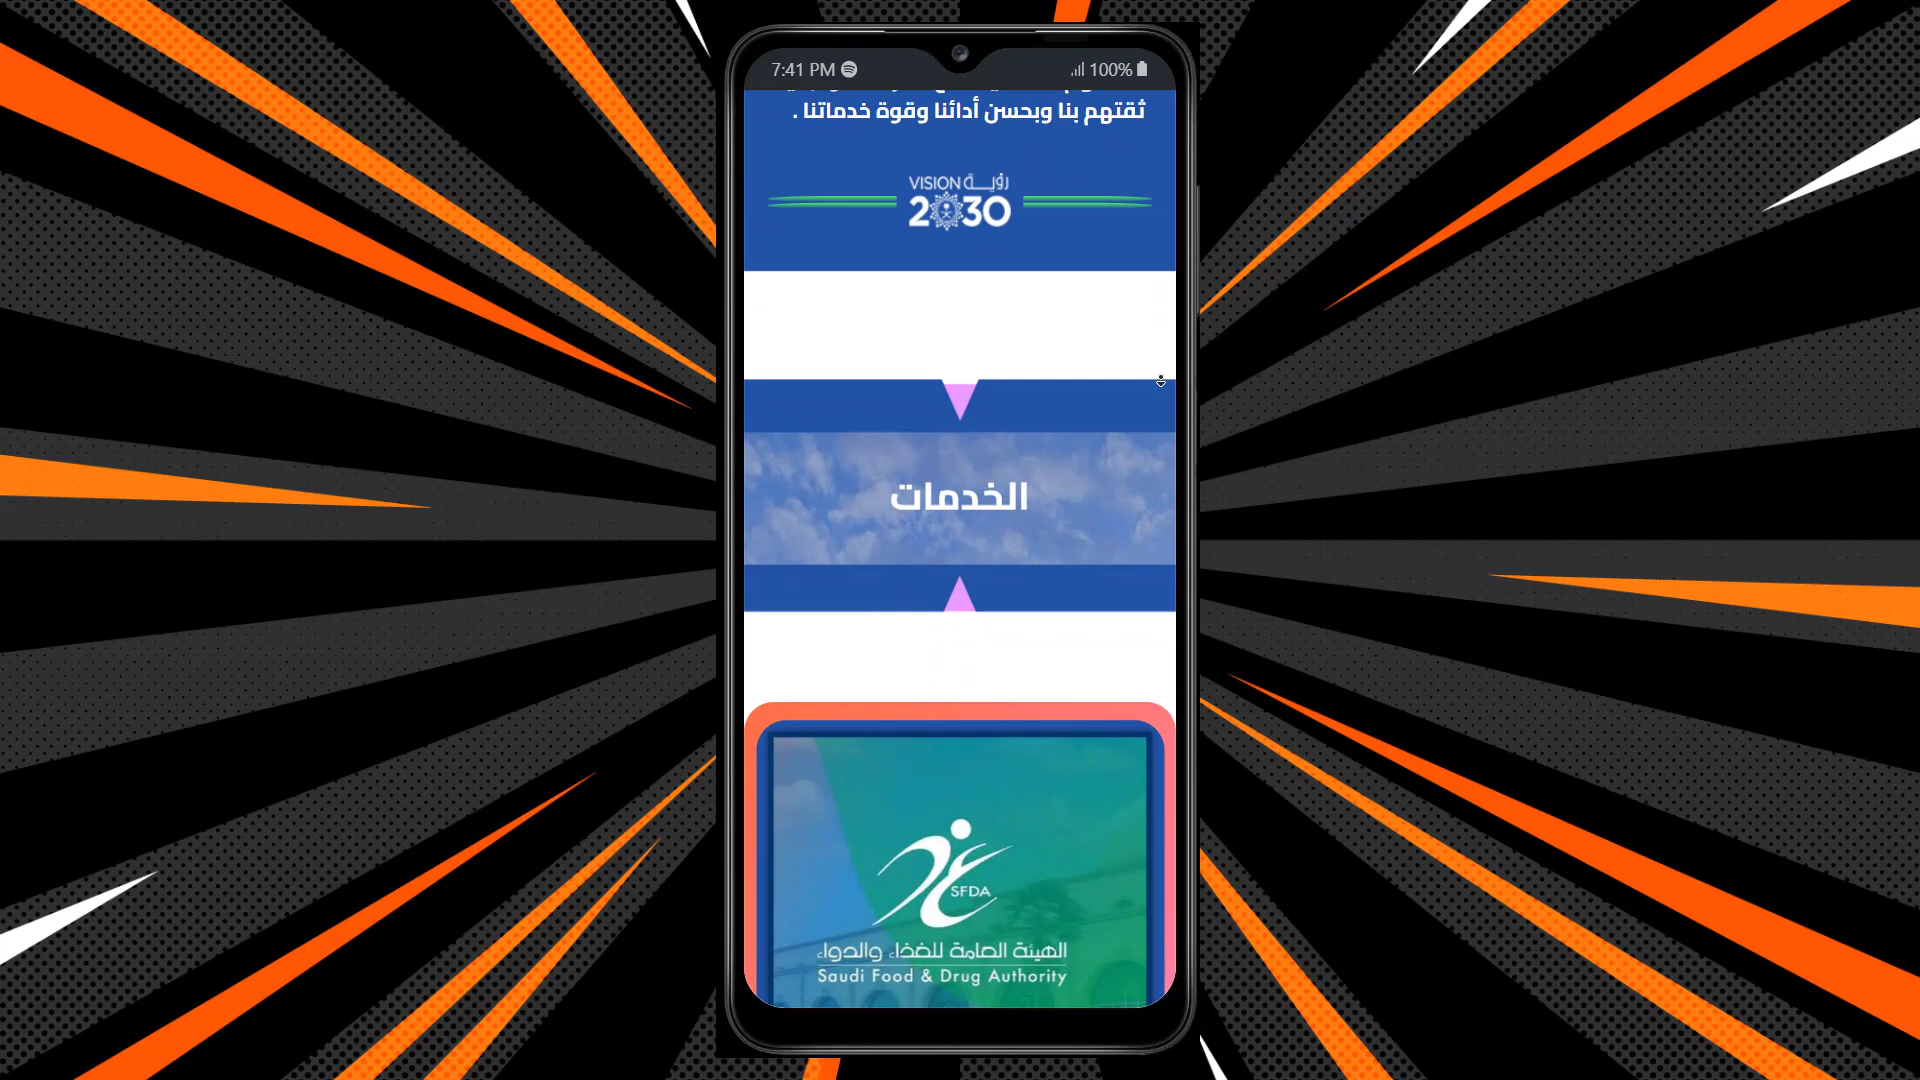 7:41 PM 100%
ثقتهم بنا وبحسن أدائنا وقوة خدماتنا .
VISION رؤيــة
2030
الخدمات
SFDA
الهيئة العامة للغذاء والدواء
Saudi Food & Drug Authority